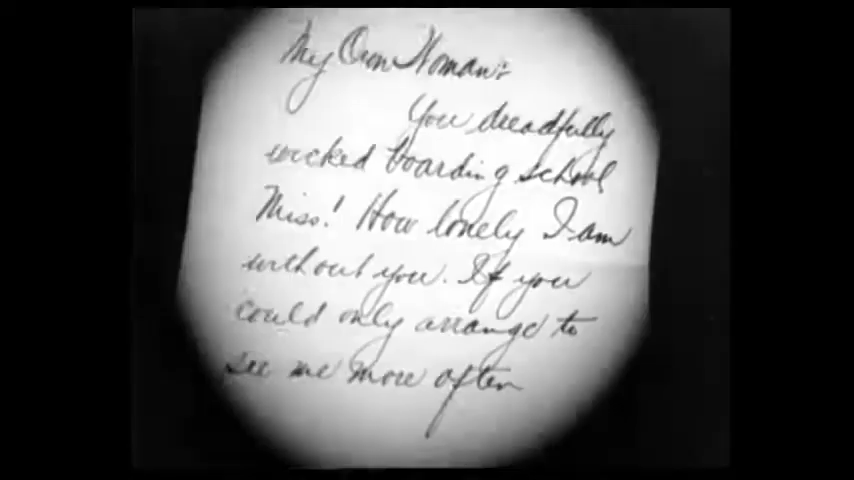 My Own Woman:
You dreadfully
wicked boarding school
Miss! How lonely I am
without you. If you
could only arrange to
see me more often